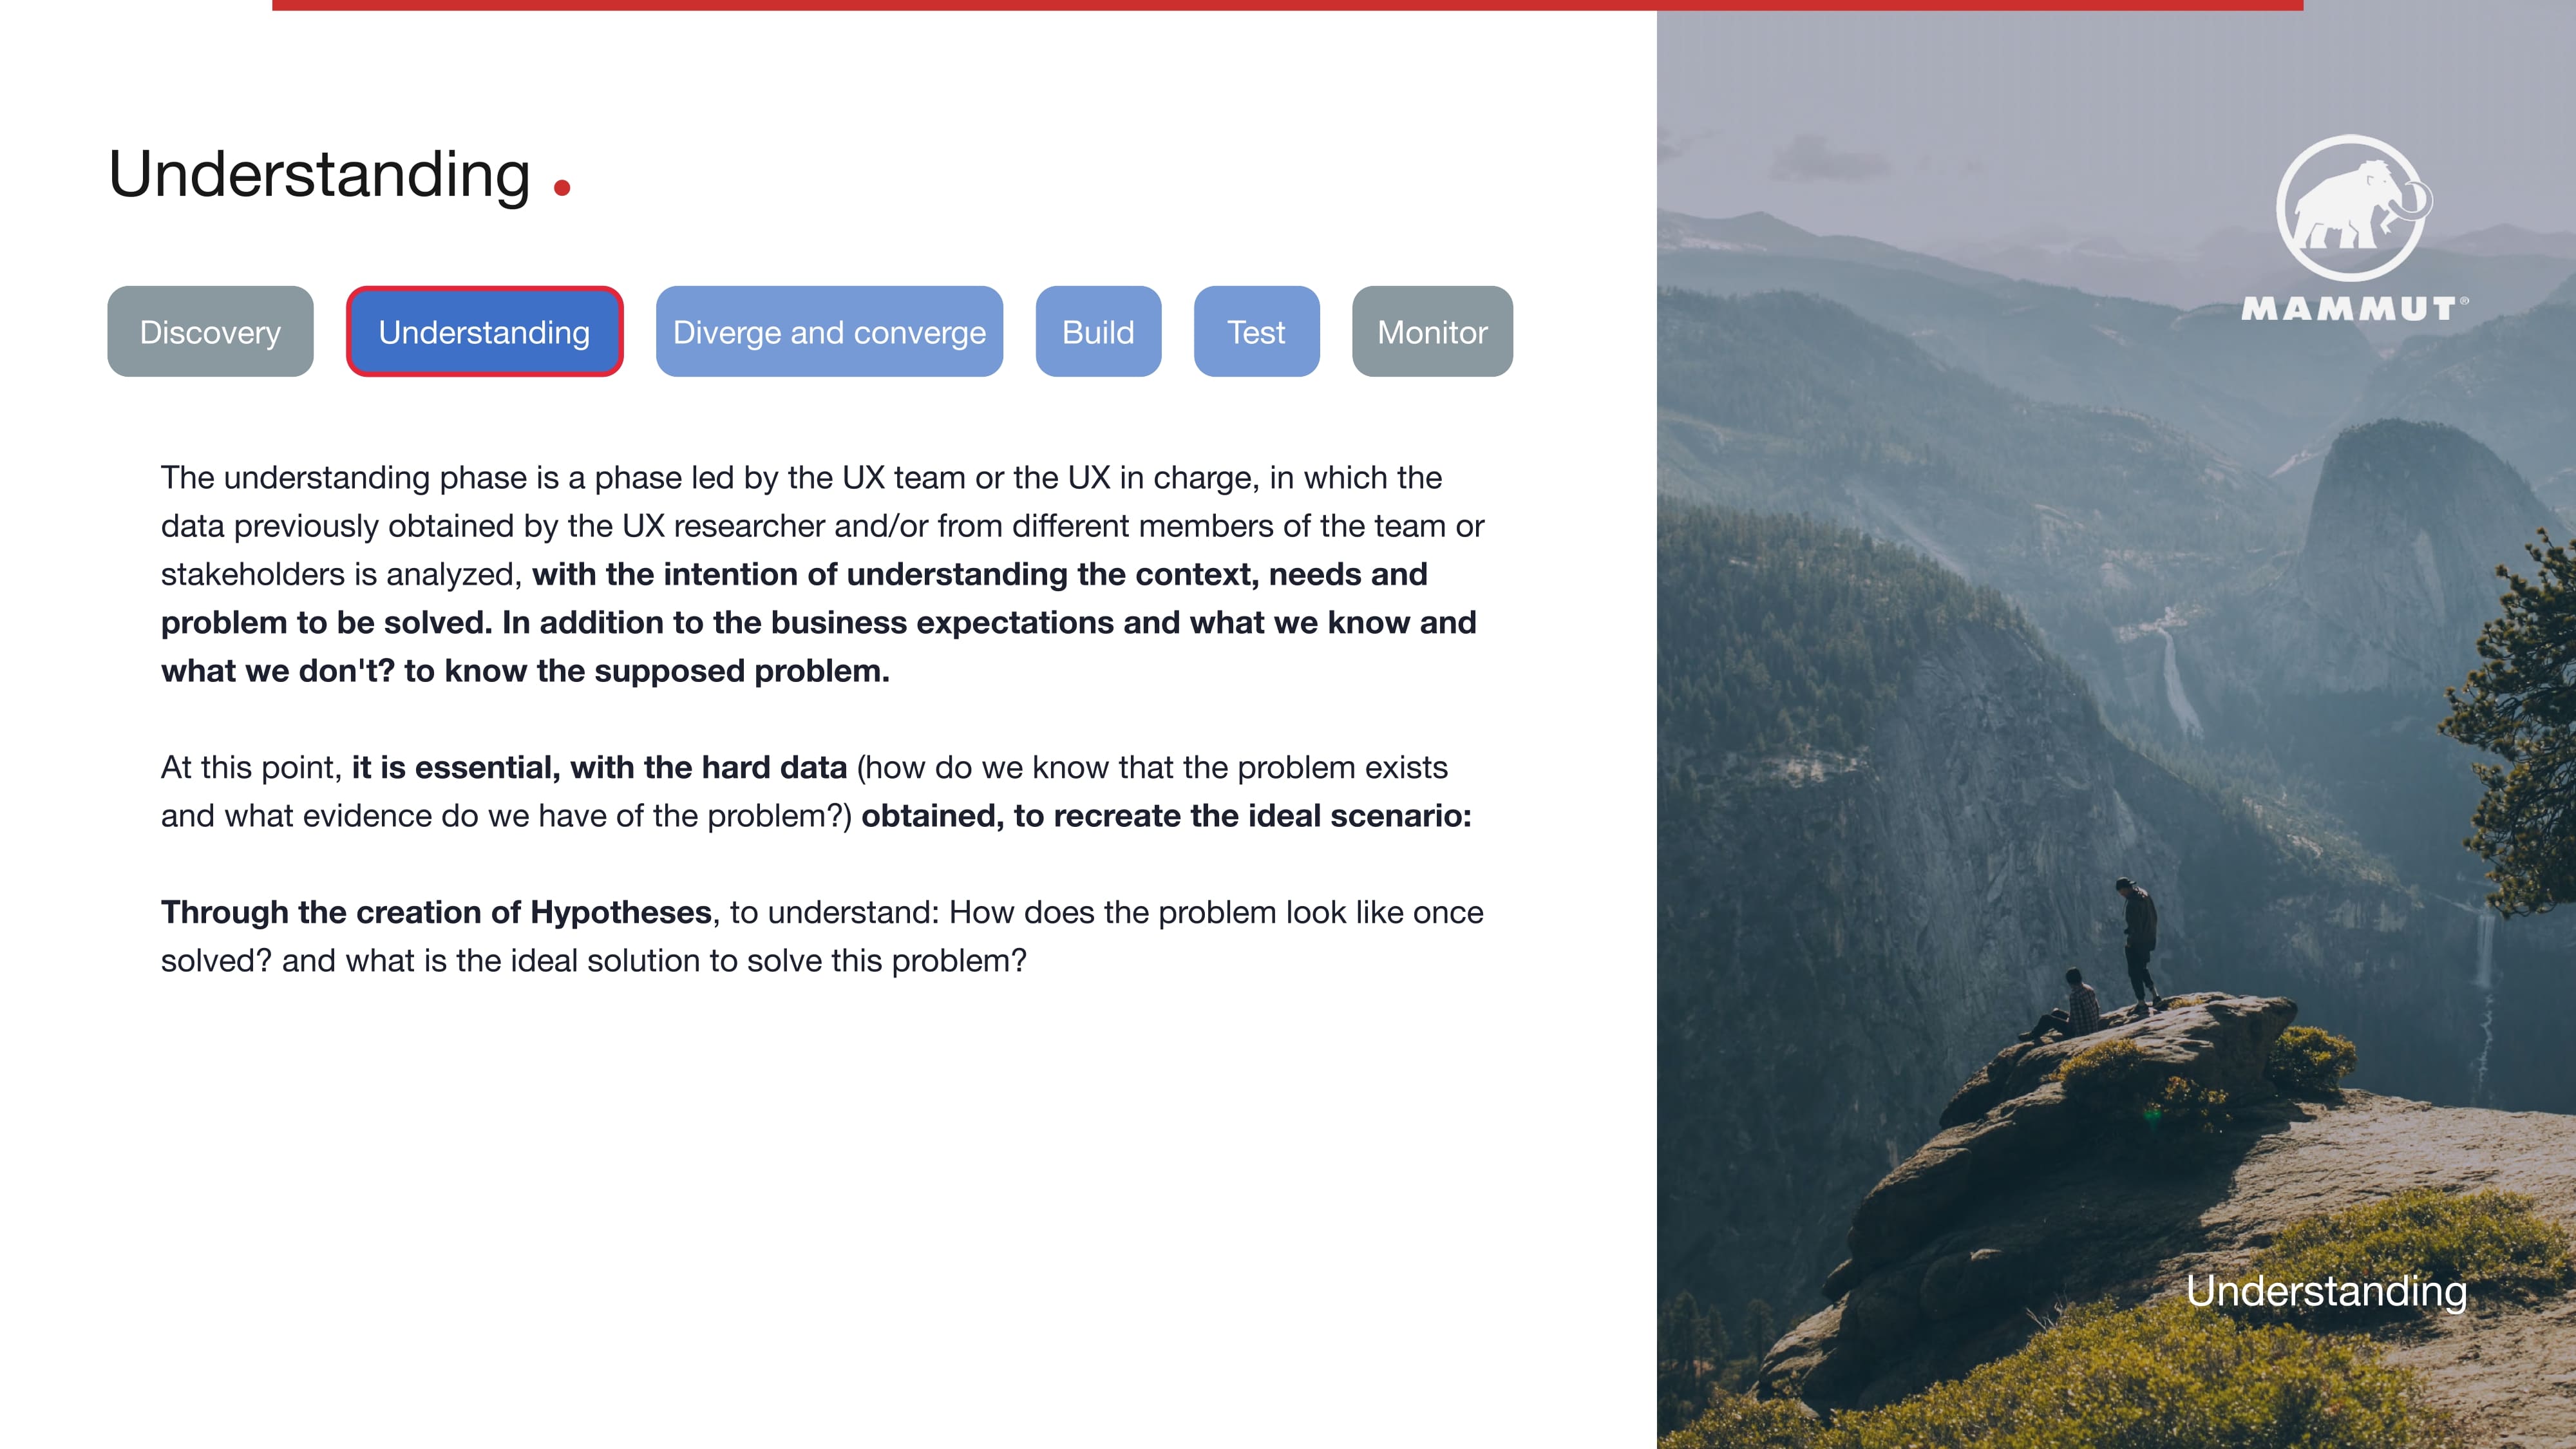 Understanding .
Discovery
Understanding
Diverge and converge
Build
Test
Monitor
The understanding phase is a phase led by the UX team or the UX in charge, in which the
data previously obtained by the UX researcher and/or from different members of the team or
stakeholders is analyzed, with the intention of understanding the context, needs and
problem to be solved. In addition to the business expectations and what we know and
what we don't? to know the supposed problem.
At this point, it is essential, with the hard data (how do we know that the problem exists
and what evidence do we have of the problem?) obtained, to recreate the ideal scenario:
Through the creation of Hypotheses, to understand: How does the problem look like once
solved? and what is the ideal solution to solve this problem?
MAMMUT®
Understanding